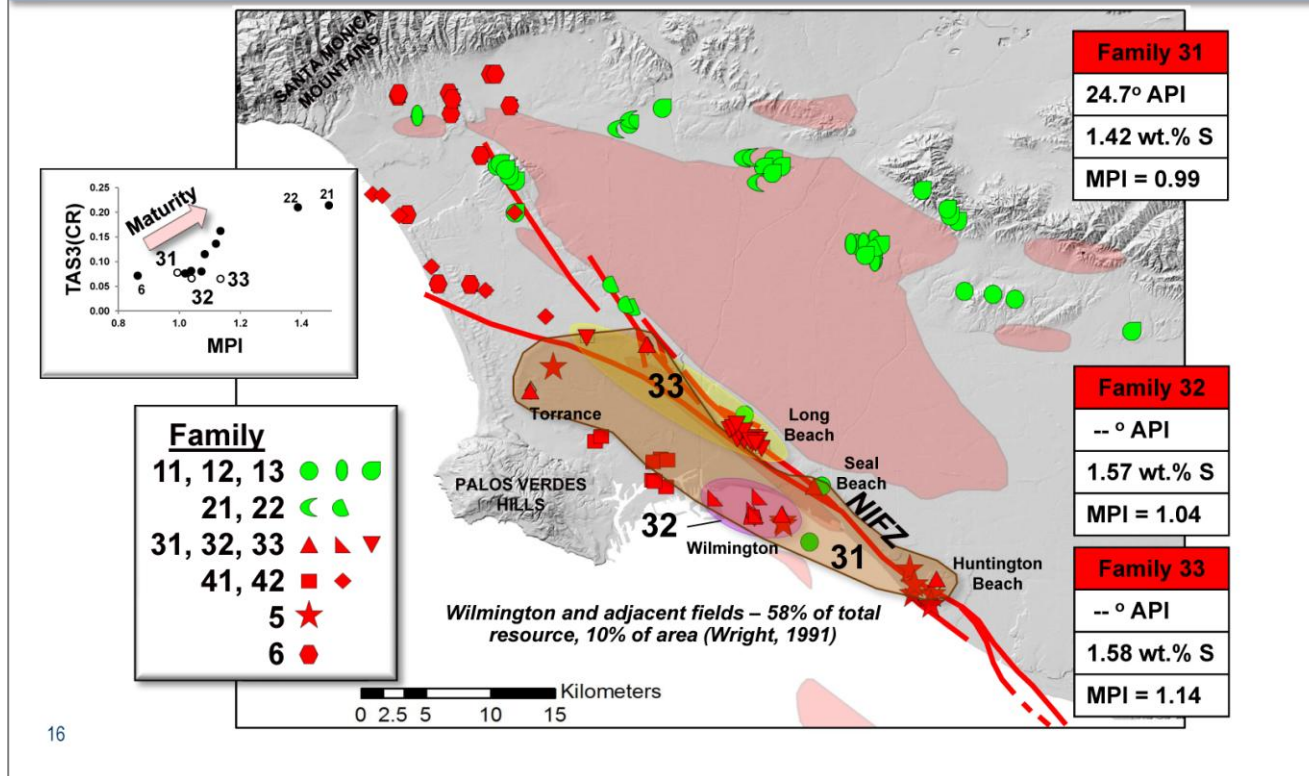 SANTA MONICA
MOUNTAINS
Family 31
24.7° API
1.42 wt.% S
MPI = 0.99
0.25
0.20
0.15
0.10
0.05
0.00
TAS3(CR)
Maturity
22
21
31
6
32
33
0.8
1.0
1.2
1.4
MPI
Family
11, 12, 13
21, 22
31, 32, 33
41, 42
5
6
33
Torrance
Long
Beach
Seal
Beach
NIFZ
PALOS VERDES
HILLS
32
Wilmington
31
Huntington
Beach
Wilmington and adjacent fields – 58% of total
resource, 10% of area (Wright, 1991)
Kilometers
0 2.5 5 10 15
Family 32
-- ° API
1.57 wt.% S
MPI = 1.04
Family 33
-- ° API
1.58 wt.% S
MPI = 1.14
16